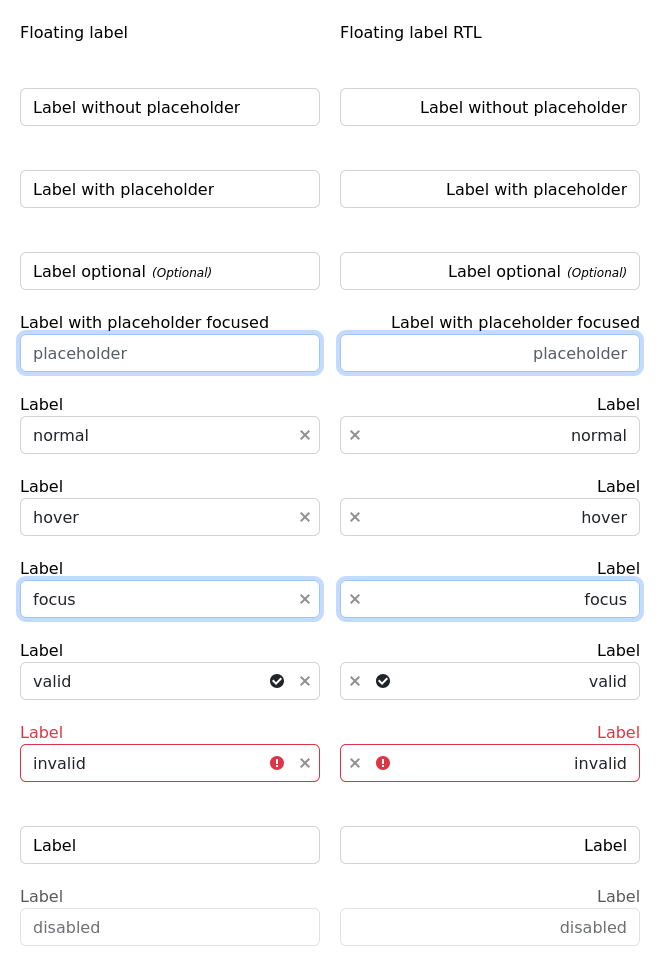 Floating label
Floating label RTL
Label without placeholder
Label without placeholder
Label with placeholder
Label with placeholder
Label optional (Optional)
Label optional (Optional)
Label with placeholder focused
Label with placeholder focused
placeholder
placeholder
Label
Label
normal
normal
Label
Label
hover
hover
Label
Label
focus
focus
Label
Label
valid
valid
Label
Label
invalid
invalid
Label
Label
Label
Label
disabled
disabled